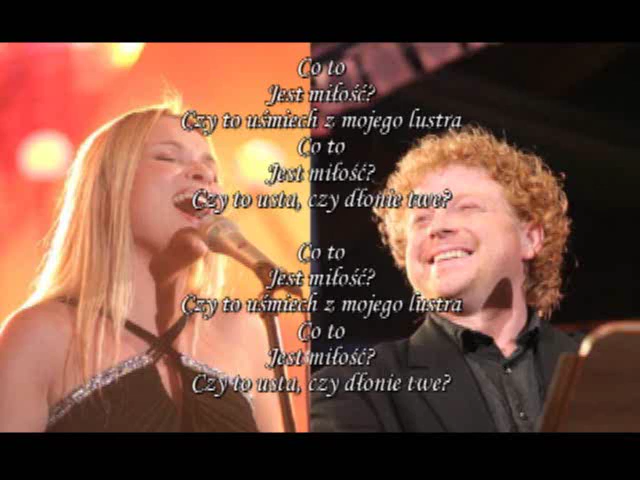 Co to
Jest miłość?
Czy to uśmiech z mojego lustra
Co to
Jest miłość?
Czy to usta, czy dłonie twe?
Co to
Jest miłość?
Czy to uśmiech z mojego lustra
Co to
Jest miłość?
Czy to usta, czy dłonie twe?